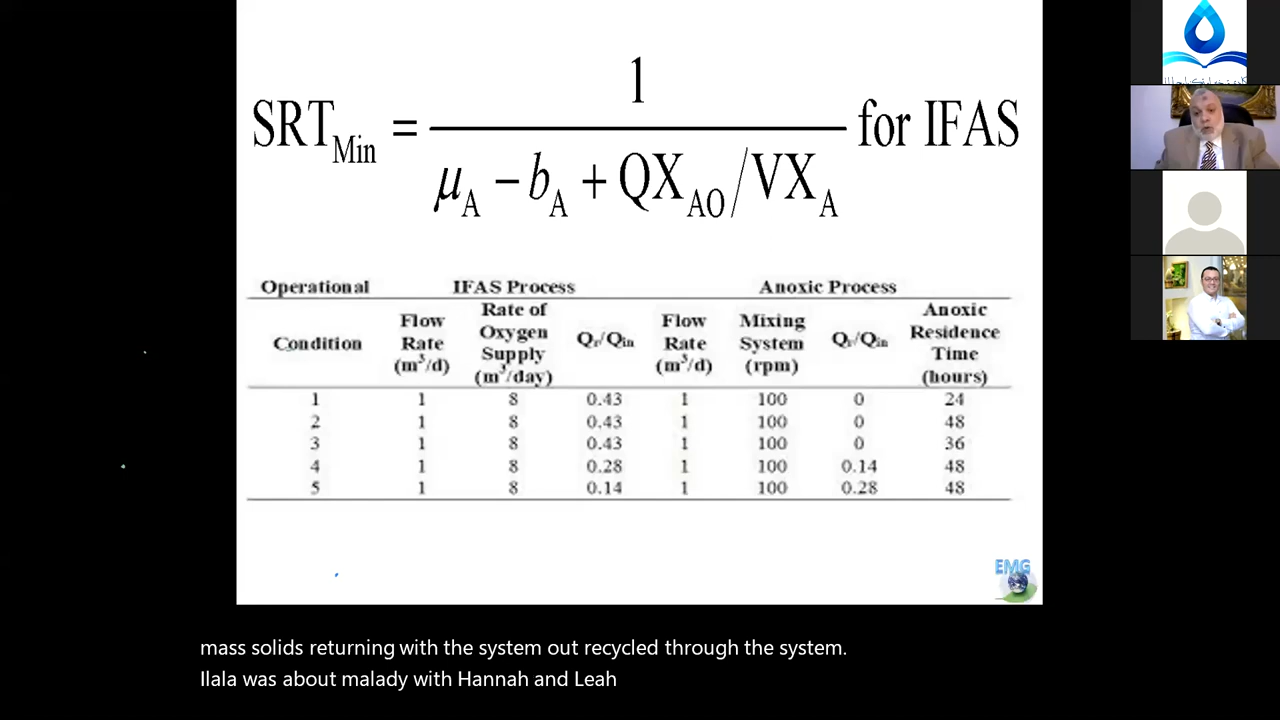 SRT_Min = 1 / (μ_A − b_A + QX_AO/VX_A) for IFAS
Operational IFAS Process Anoxic Process
Condition Flow Rate (m³/d) Rate of Oxygen Supply (m³/day) Qr/Qin Flow Rate (m³/d) Mixing System (rpm) Qr/Qin Anoxic Residence Time (hours)
1 1 8 0.43 1 100 0 24
2 1 8 0.43 1 100 0 48
3 1 8 0.43 1 100 0 36
4 1 8 0.28 1 100 0.14 48
5 1 8 0.14 1 100 0.28 48
EMG
mass solids returning with the system out recycled through the system.
Ilala was about malady with Hannah and Leah